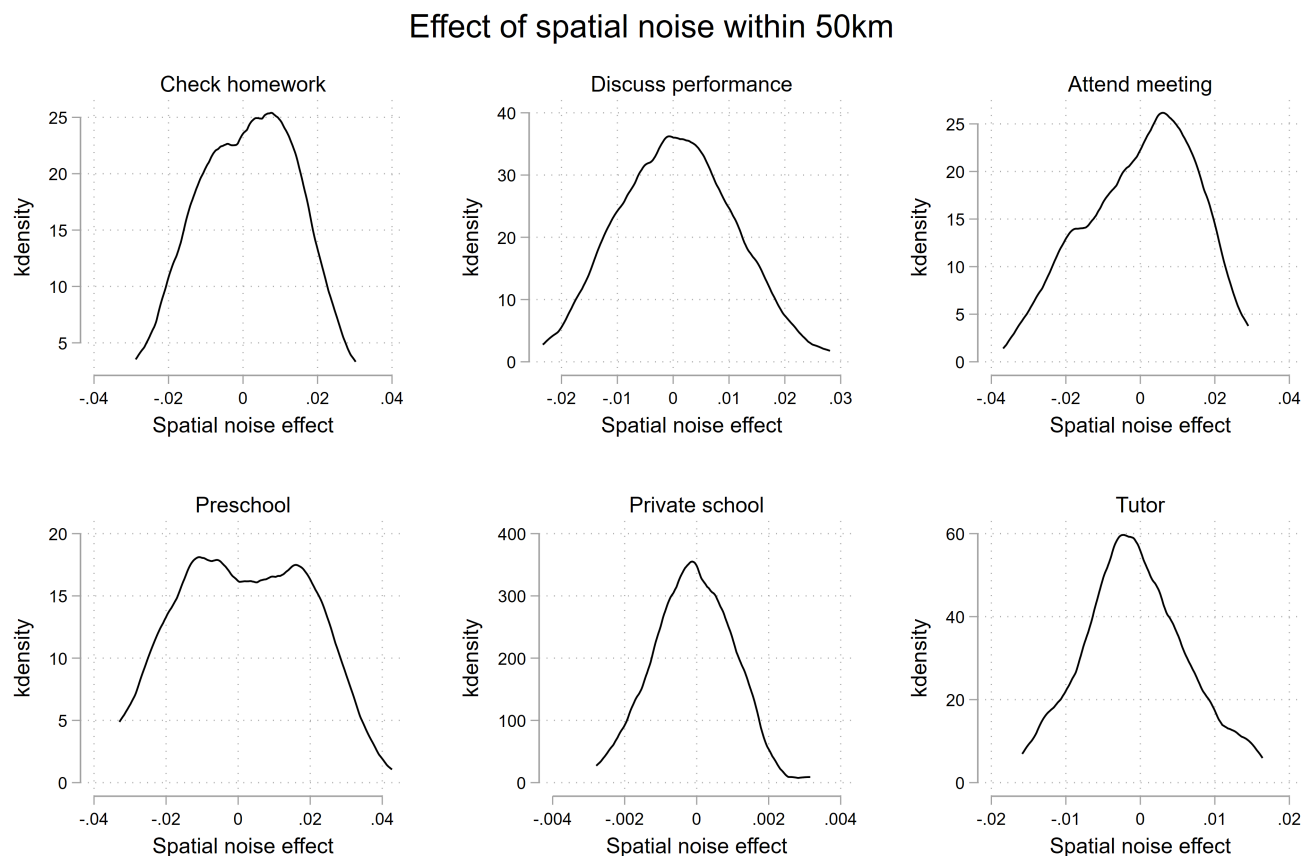 Effect of spatial noise within 50km
Check homework
25
20
15
10
5
kdensity
-.04 -.02 0 .02 .04
Spatial noise effect
Discuss performance
40
30
20
10
0
kdensity
-.02 -.01 0 .01 .02 .03
Spatial noise effect
Attend meeting
25
20
15
10
5
0
kdensity
-.04 -.02 0 .02 .04
Spatial noise effect
Preschool
20
15
10
5
0
kdensity
-.04 -.02 0 .02 .04
Spatial noise effect
Private school
400
300
200
100
0
kdensity
-.004 -.002 0 .002 .004
Spatial noise effect
Tutor
60
40
20
0
kdensity
-.02 -.01 0 .01 .02
Spatial noise effect